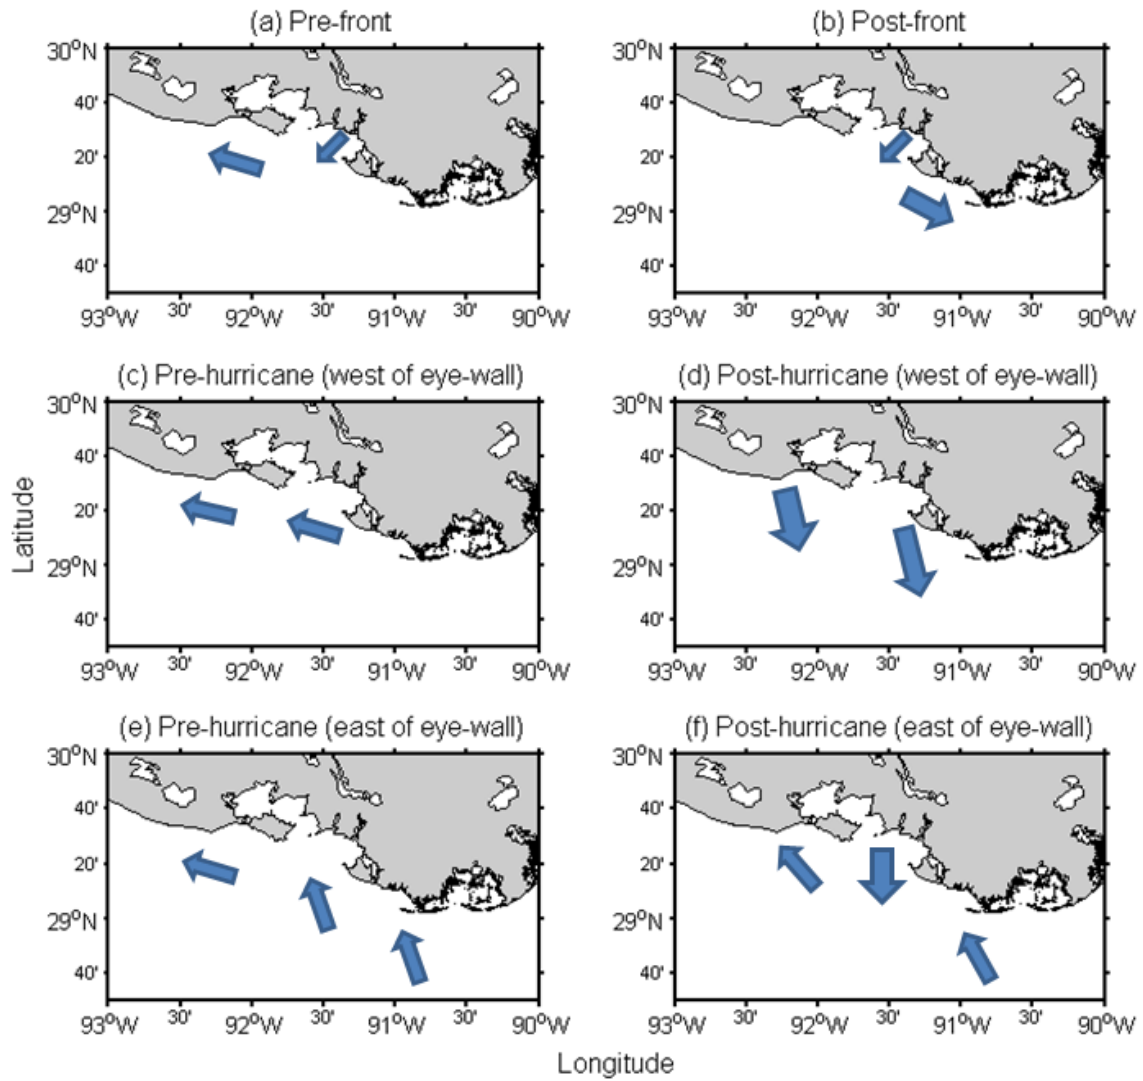 (a) Pre-front
(b) Post-front
30°N
40'
20'
29°N
40'
93°W 30' 92°W 30' 91°W 30' 90°W
30°N
40'
20'
29°N
40'
93°W 30' 92°W 30' 91°W 30' 90°W
(c) Pre-hurricane (west of eye-wall)
(d) Post-hurricane (west of eye-wall)
Latitude
30°N
40'
20'
29°N
40'
93°W 30' 92°W 30' 91°W 30' 90°W
30°N
40'
20'
29°N
40'
93°W 30' 92°W 30' 91°W 30' 90°W
(e) Pre-hurricane (east of eye-wall)
(f) Post-hurricane (east of eye-wall)
30°N
40'
20'
29°N
40'
93°W 30' 92°W 30' 91°W 30' 90°W
30°N
40'
20'
29°N
40'
93°W 30' 92°W 30' 91°W 30' 90°W
Longitude